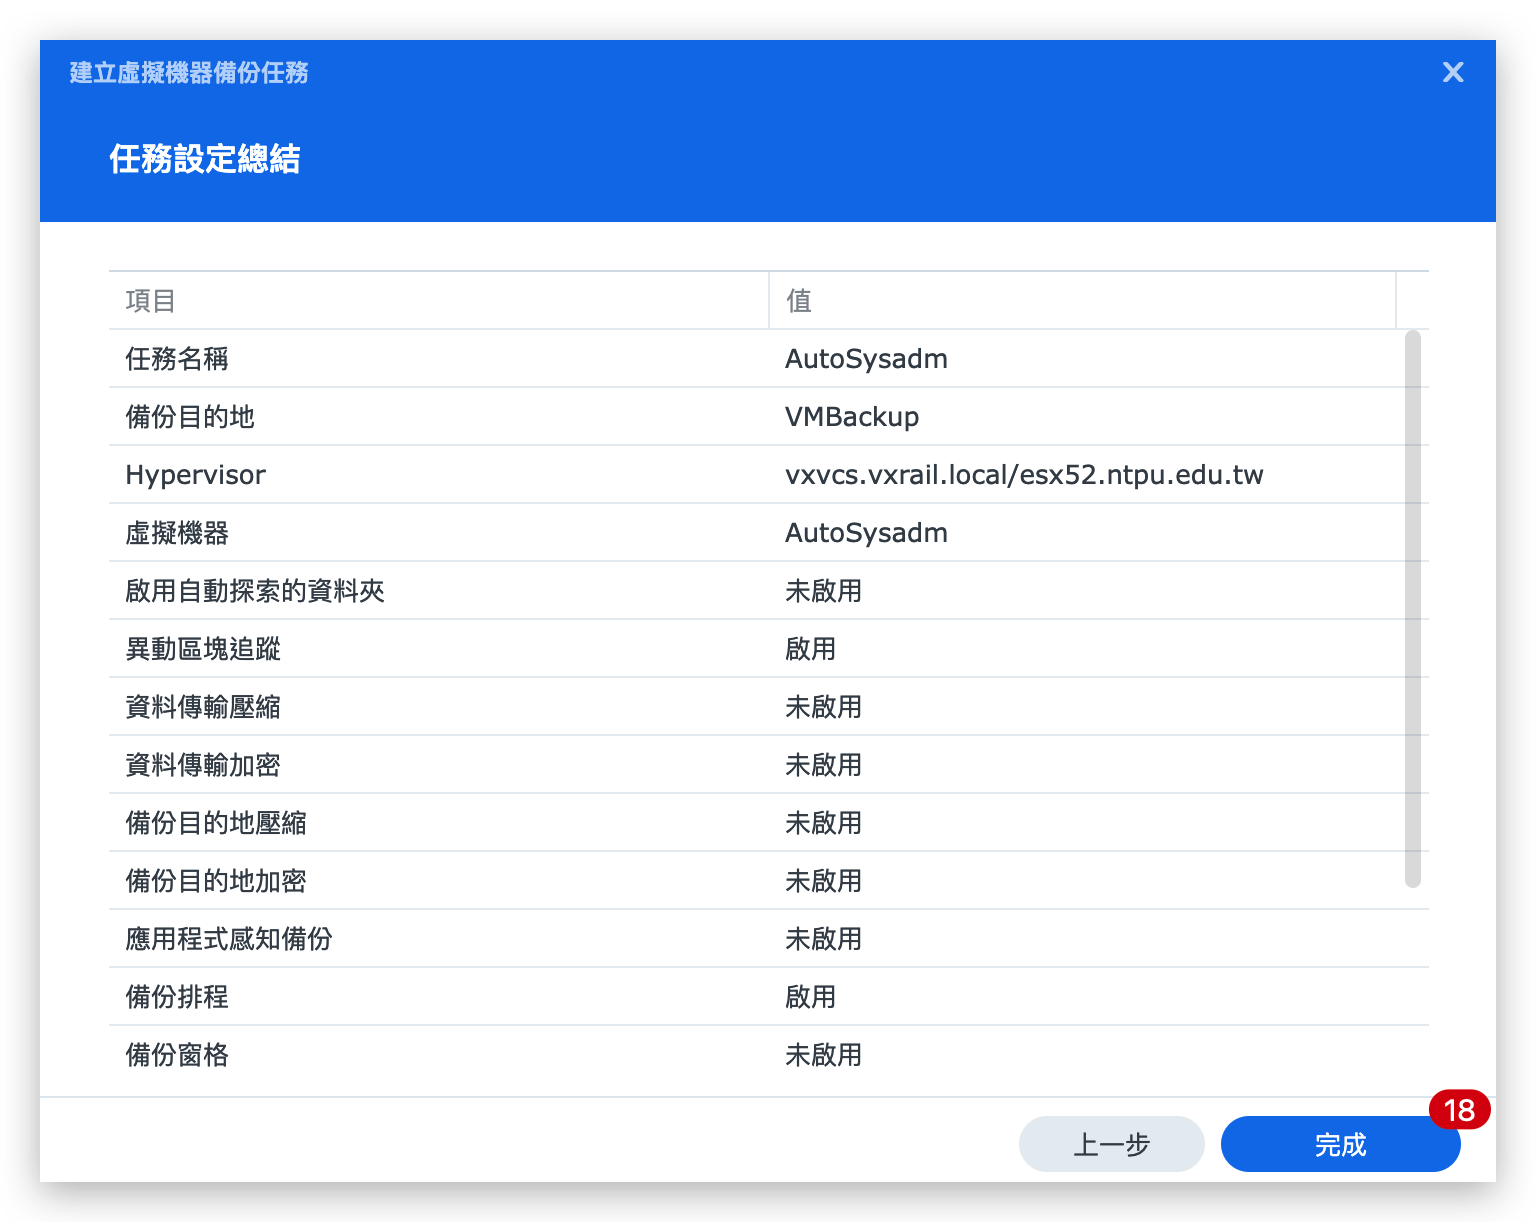 建立虛擬機器備份任務
任務設定總結
項目 值
任務名稱 AutoSysadm
備份目的地 VMBackup
Hypervisor vxvcs.vxrail.local/esx52.ntpu.edu.tw
虛擬機器 AutoSysadm
啟用自動探索的資料夾 未啟用
異動區塊追蹤 啟用
資料傳輸壓縮 未啟用
資料傳輸加密 未啟用
備份目的地壓縮 未啟用
備份目的地加密 未啟用
應用程式感知備份 未啟用
備份排程 啟用
備份窗格 未啟用
18
上一步 完成